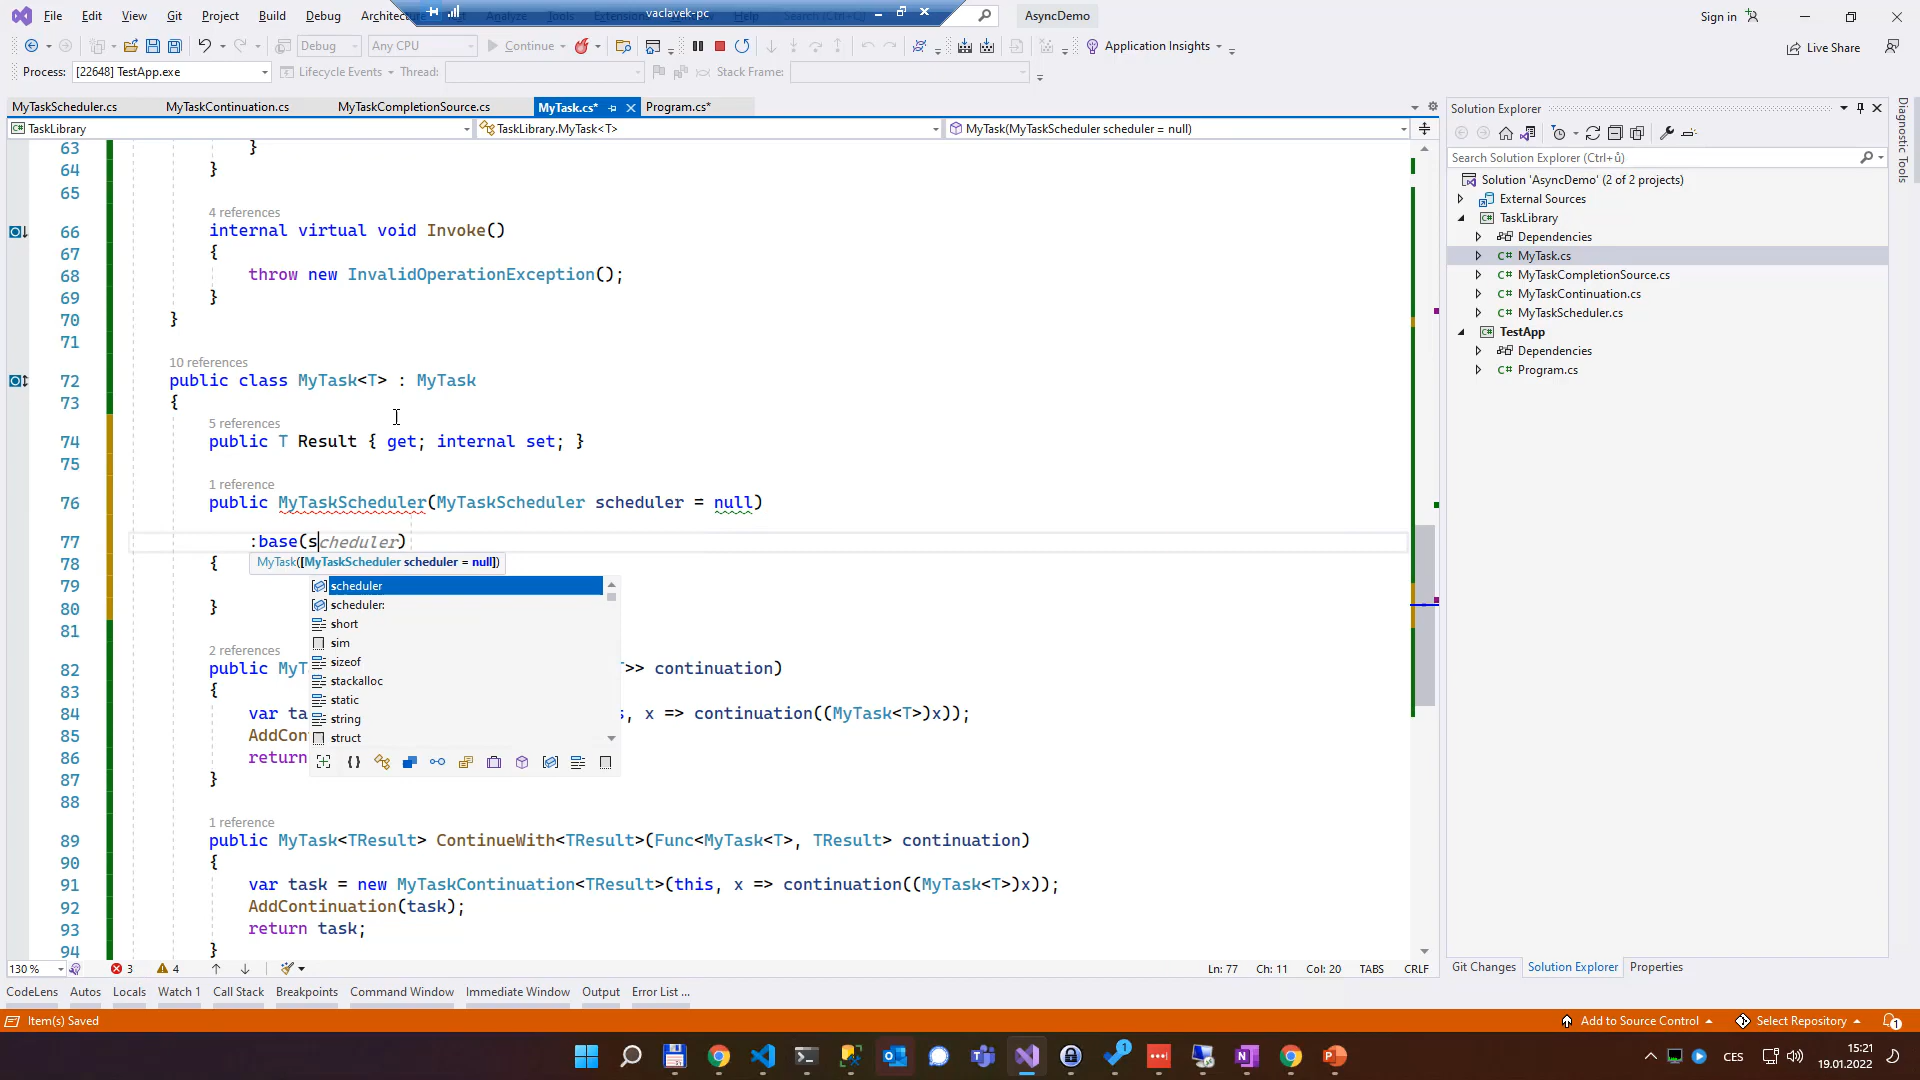 File Edit View Git Project Build Debug Archite vaclavek-pc AsyncDemo Sign in
Debug Any CPU Continue Application Insights Live Share
Process: [22648] TestApp.exe Lifecycle Events Thread: Stack Frame:
MyTaskScheduler.cs MyTaskContinuation.cs MyTaskCompletionSource.cs MyTask.cs* Program.cs*
TaskLibrary TaskLibrary.MyTask<T> MyTask(MyTaskScheduler scheduler = null)
63 }
64 }
65
4 references
66 internal virtual void Invoke()
67 {
68 throw new InvalidOperationException();
69 }
70 }
71
10 references
72 public class MyTask<T> : MyTask
73 {
5 references
74 public T Result { get; internal set; }
75
1 reference
76 public MyTaskScheduler(MyTaskScheduler scheduler = null)
77 :base(scheduler)
78 {
MyTask([MyTaskScheduler scheduler = null])
79
80 }
81
scheduler
scheduler:
short
sim
sizeof
stackalloc
static
string
struct
2 references
82 public MyT T>> continuation)
83 {
84 var ta s, x => continuation((MyTask<T>)x));
85 AddCon
86 return
87 }
88
1 reference
89 public MyTask<TResult> ContinueWith<TResult>(Func<MyTask<T>, TResult> continuation)
90 {
91 var task = new MyTaskContinuation<TResult>(this, x => continuation((MyTask<T>)x));
92 AddContinuation(task);
93 return task;
94 }
130 % 3 4 Ln: 77 Ch: 11 Col: 20 TABS CRLF
CodeLens Autos Locals Watch 1 Call Stack Breakpoints Command Window Immediate Window Output Error List ...
Item(s) Saved Add to Source Control Select Repository 1
Solution Explorer
Search Solution Explorer (Ctrl+ů)
Solution 'AsyncDemo' (2 of 2 projects)
External Sources
TaskLibrary
Dependencies
C# MyTask.cs
C# MyTaskCompletionSource.cs
C# MyTaskContinuation.cs
C# MyTaskScheduler.cs
TestApp
Dependencies
C# Program.cs
Git Changes Solution Explorer Properties
Diagnostic Tools
1 CES 15:21
19.01.2022